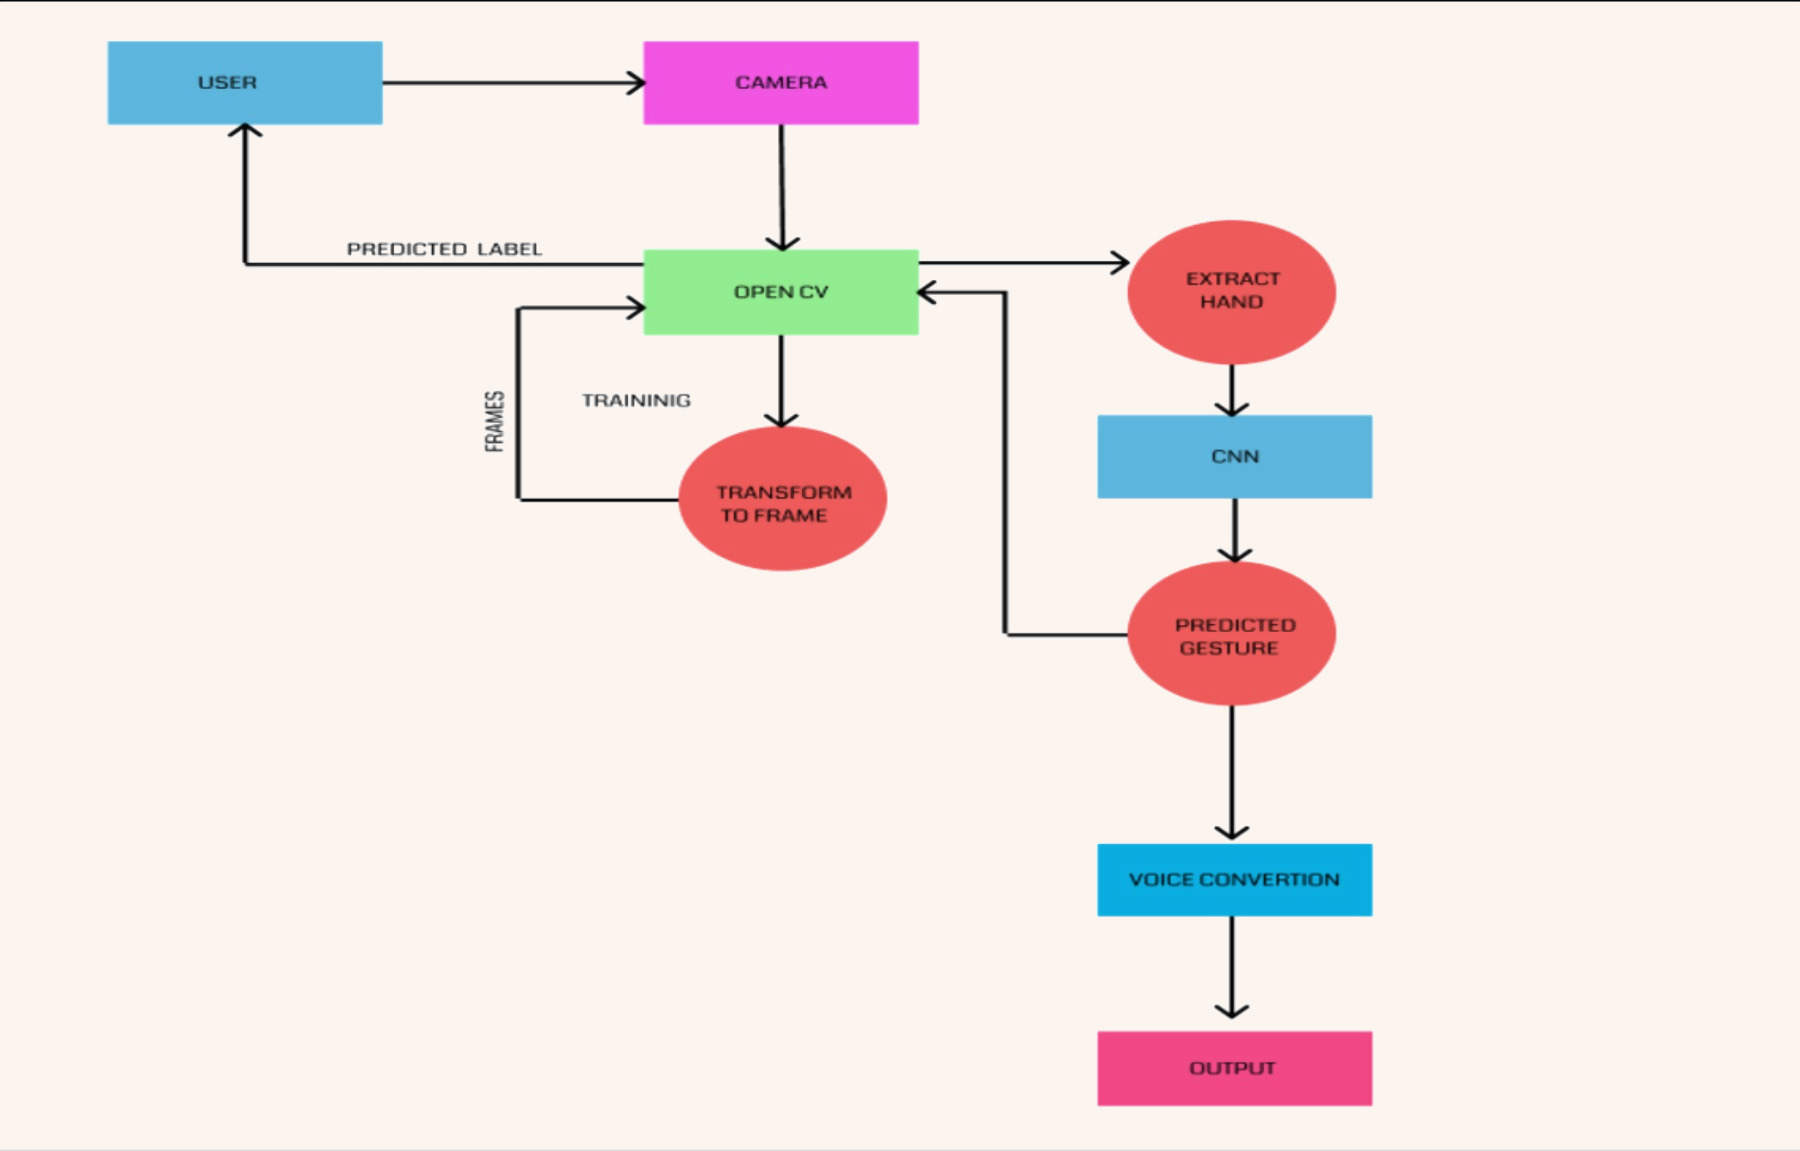 USER
CAMERA
PREDICTED LABEL
OPEN CV
EXTRACT
HAND
FRAMES
TRAININIG
CNN
TRANSFORM
TO FRAME
PREDICTED
GESTURE
VOICE CONVERTION
OUTPUT